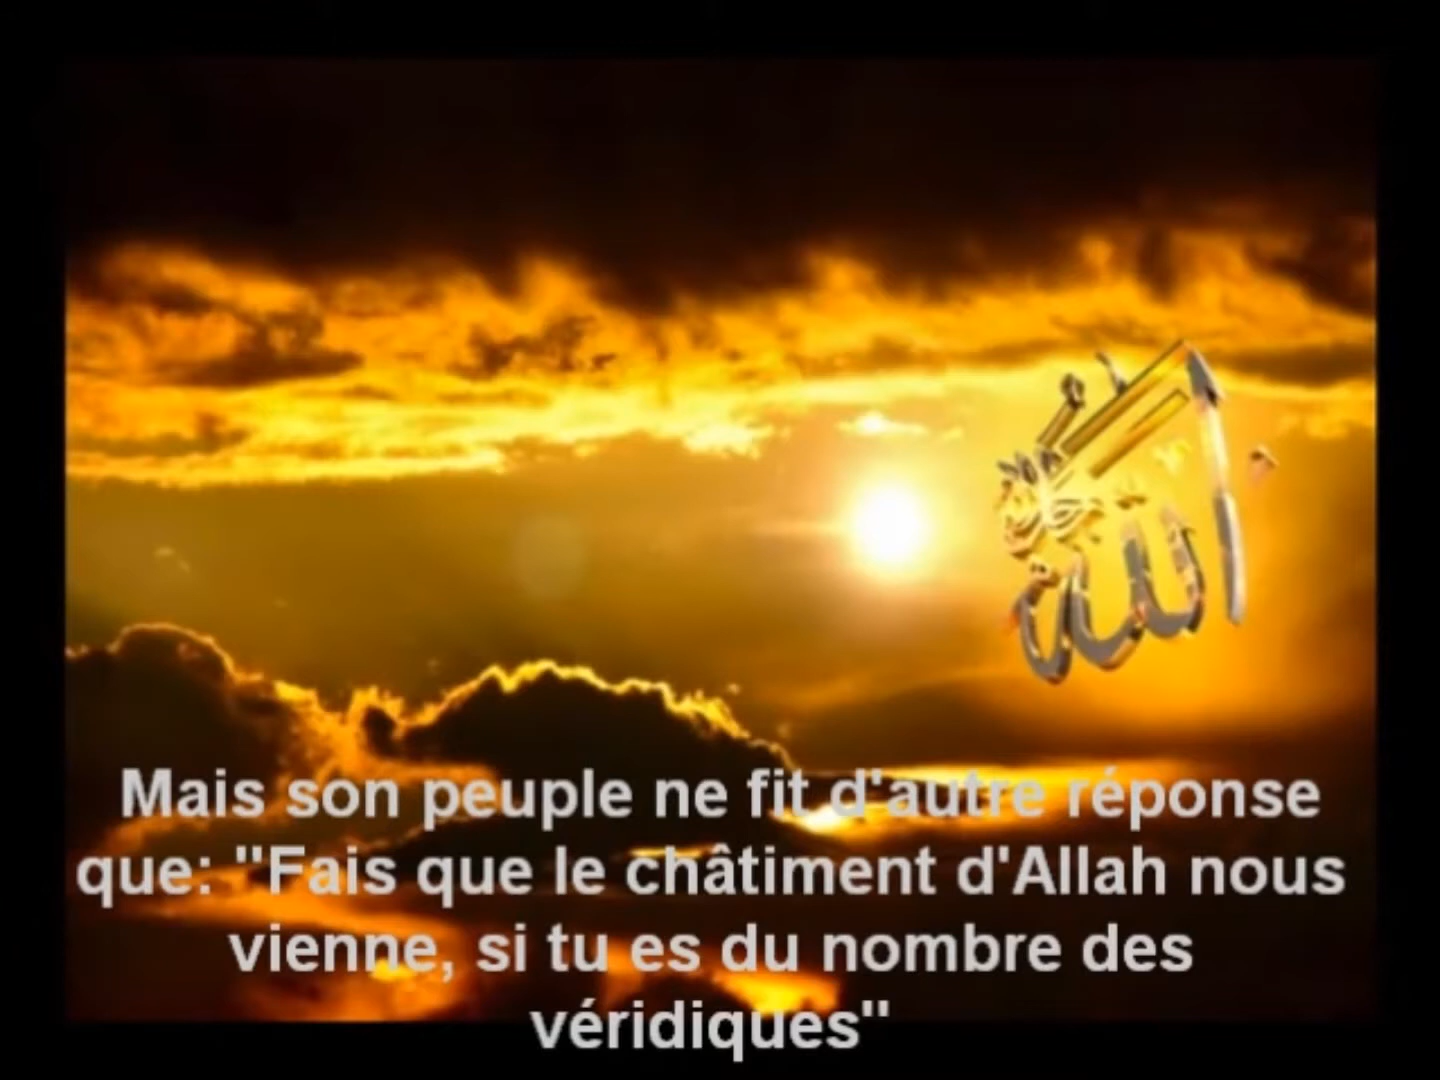 الله
Mais son peuple ne fit d'autre réponse
que: "Fais que le châtiment d'Allah nous
vienne, si tu es du nombre des
véridiques"